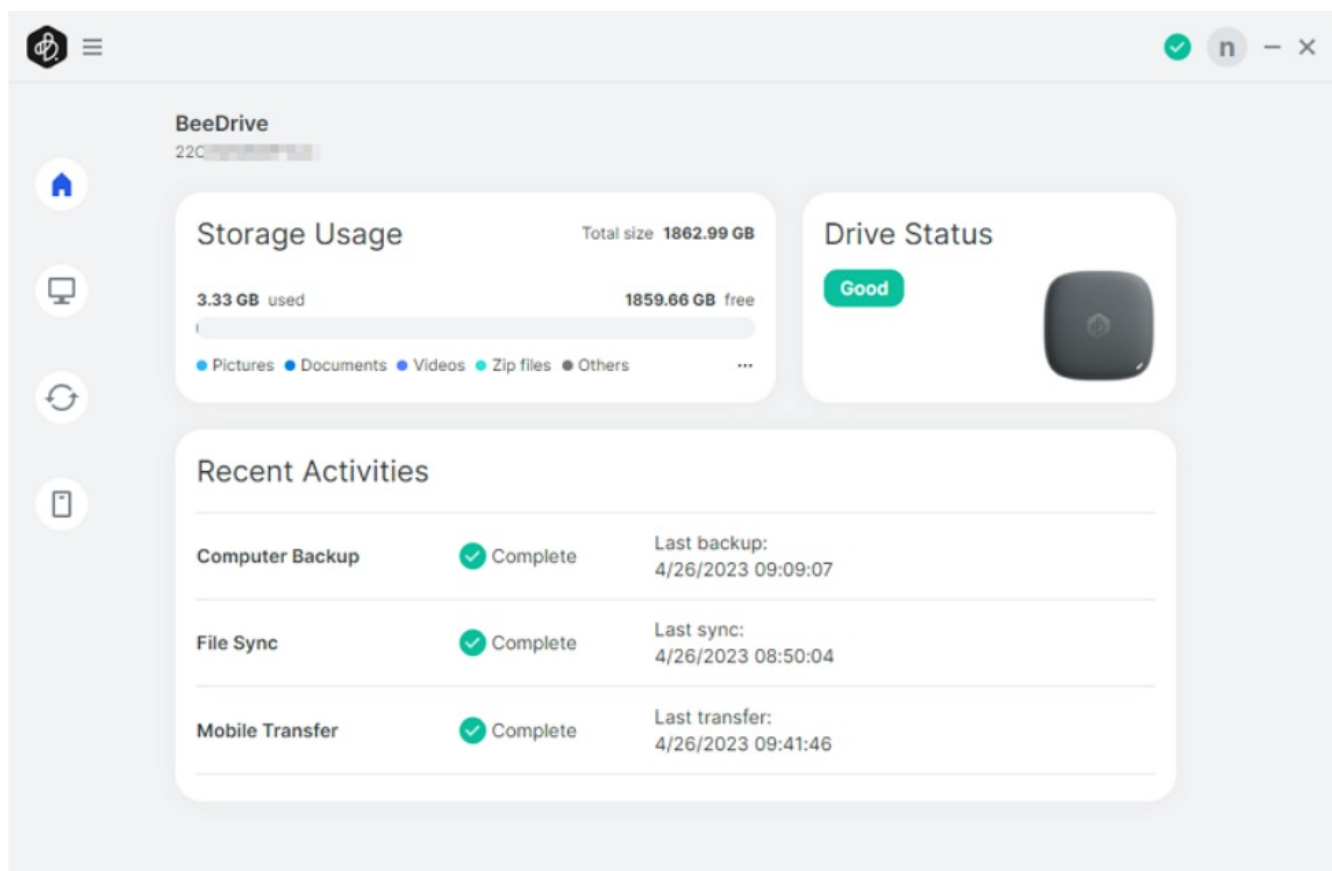 n
BeeDrive
22C
Storage Usage
Total size 1862.99 GB
3.33 GB used
1859.66 GB free
Pictures Documents Videos Zip files Others
Drive Status
Good
Recent Activities
Computer Backup
Complete
Last backup:
4/26/2023 09:09:07
File Sync
Complete
Last sync:
4/26/2023 08:50:04
Mobile Transfer
Complete
Last transfer:
4/26/2023 09:41:46